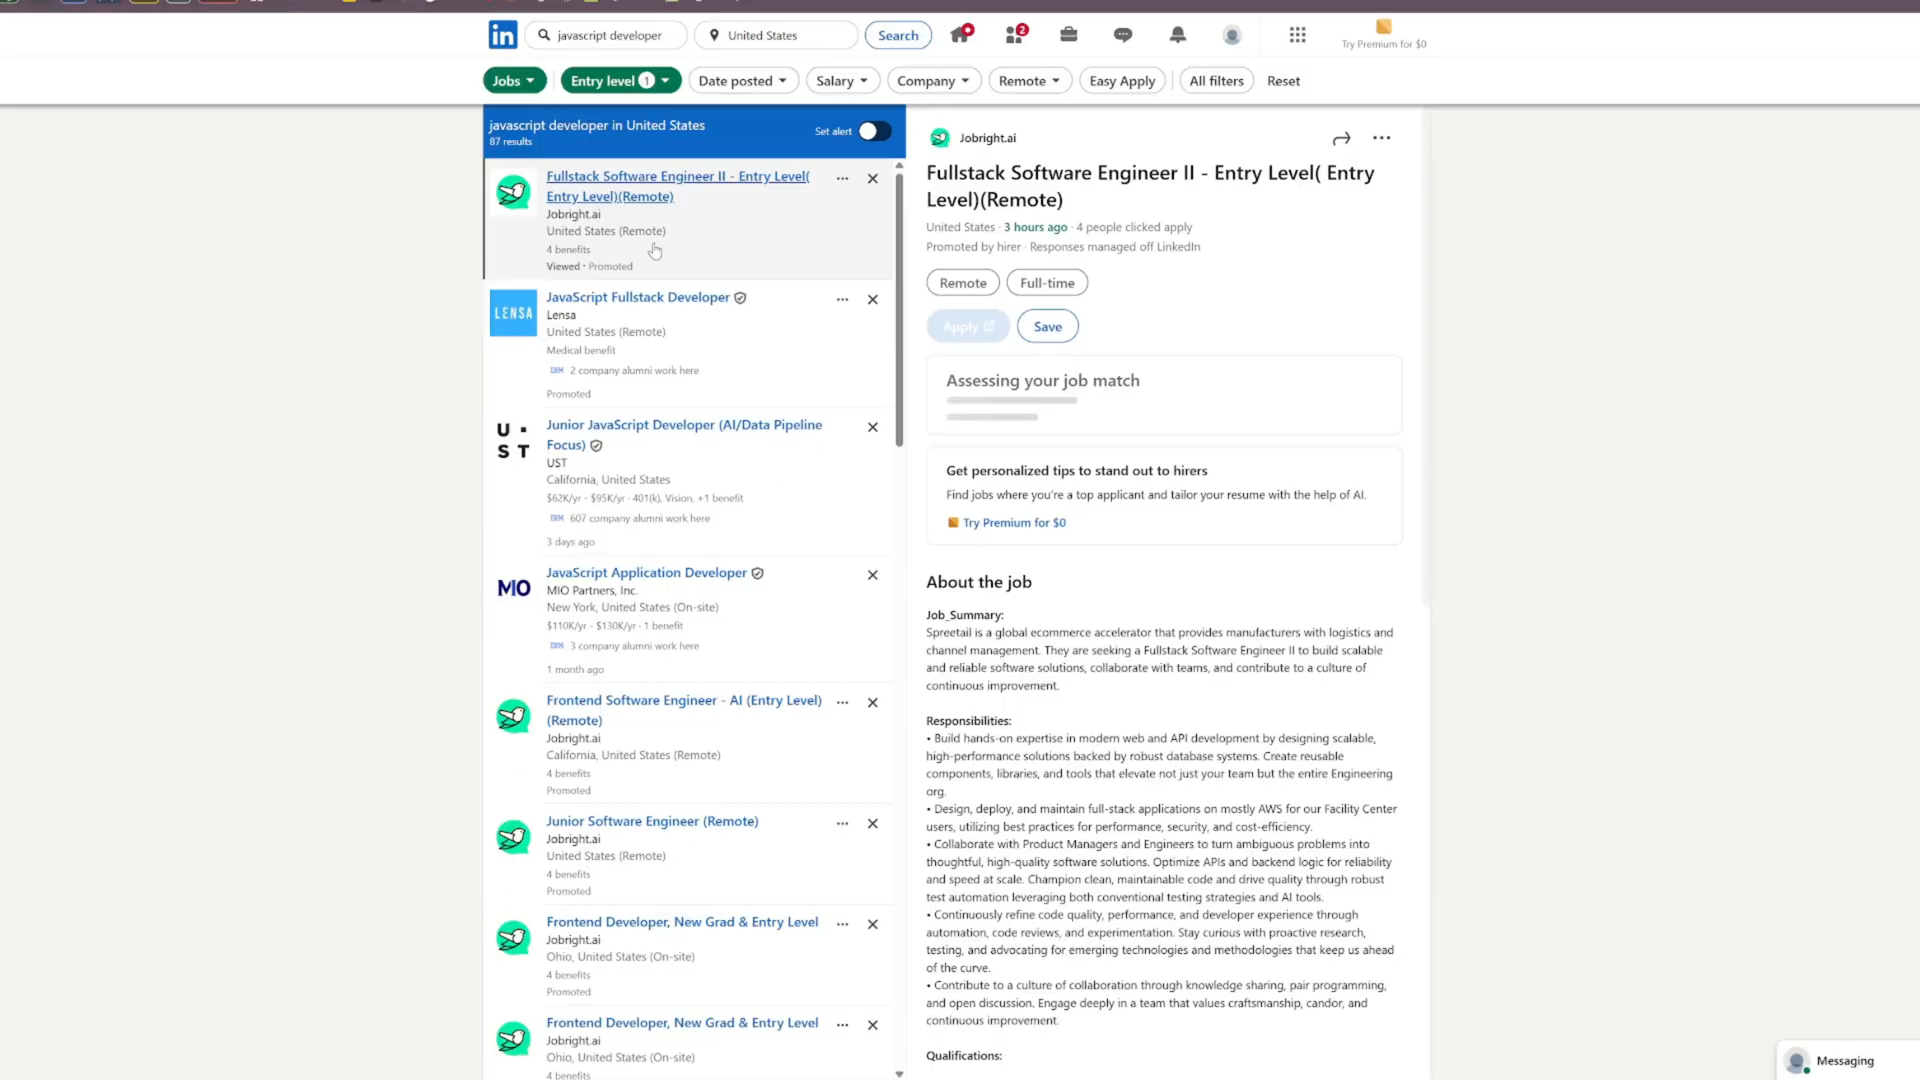 in
javascript developer
United States
Search
2
Try Premium for $0
Jobs
Entry level 1
Date posted
Salary
Company
Remote
Easy Apply
All filters
Reset
javascript developer in United States
87 results
Set alert
Fullstack Software Engineer II - Entry Level(
Entry Level)(Remote)
Jobright.ai
United States (Remote)
4 benefits
Viewed · Promoted
LENSA
JavaScript Fullstack Developer
Lensa
United States (Remote)
Medical benefit
IBM 2 company alumni work here
Promoted
U ·
S T
Junior JavaScript Developer (AI/Data Pipeline
Focus)
UST
California, United States
$62K/yr - $95K/yr · 401(k), Vision, +1 benefit
IBM 607 company alumni work here
3 days ago
MIO
JavaScript Application Developer
MIO Partners, Inc.
New York, United States (On-site)
$110K/yr - $130K/yr · 1 benefit
IBM 3 company alumni work here
1 month ago
Frontend Software Engineer - AI (Entry Level)
(Remote)
Jobright.ai
California, United States (Remote)
4 benefits
Promoted
Junior Software Engineer (Remote)
Jobright.ai
United States (Remote)
4 benefits
Promoted
Frontend Developer, New Grad & Entry Level
Jobright.ai
Ohio, United States (On-site)
4 benefits
Promoted
Frontend Developer, New Grad & Entry Level
Jobright.ai
Ohio, United States (On-site)
4 benefits
Jobright.ai
Fullstack Software Engineer II - Entry Level( Entry
Level)(Remote)
United States · 3 hours ago · 4 people clicked apply
Promoted by hirer · Responses managed off LinkedIn
Remote
Full-time
Apply
Save
Assessing your job match
Get personalized tips to stand out to hirers
Find jobs where you're a top applicant and tailor your resume with the help of AI.
Try Premium for $0
About the job
Job_Summary:
Spreetail is a global ecommerce accelerator that provides manufacturers with logistics and
channel management. They are seeking a Fullstack Software Engineer II to build scalable
and reliable software solutions, collaborate with teams, and contribute to a culture of
continuous improvement.
Responsibilities:
• Build hands-on expertise in modern web and API development by designing scalable,
high-performance solutions backed by robust database systems. Create reusable
components, libraries, and tools that elevate not just your team but the entire Engineering
org.
• Design, deploy, and maintain full-stack applications on mostly AWS for our Facility Center
users, utilizing best practices for performance, security, and cost-efficiency.
• Collaborate with Product Managers and Engineers to turn ambiguous problems into
thoughtful, high-quality software solutions. Optimize APIs and backend logic for reliability
and speed at scale. Champion clean, maintainable code and drive quality through robust
test automation leveraging both conventional testing strategies and AI tools.
• Continuously refine code quality, performance, and developer experience through
automation, code reviews, and experimentation. Stay curious with proactive research,
testing, and advocating for emerging technologies and methodologies that keep us ahead
of the curve.
• Contribute to a culture of collaboration through knowledge sharing, pair programming,
and open discussion. Engage deeply in a team that values craftsmanship, candor, and
continuous improvement.
Qualifications:
Messaging